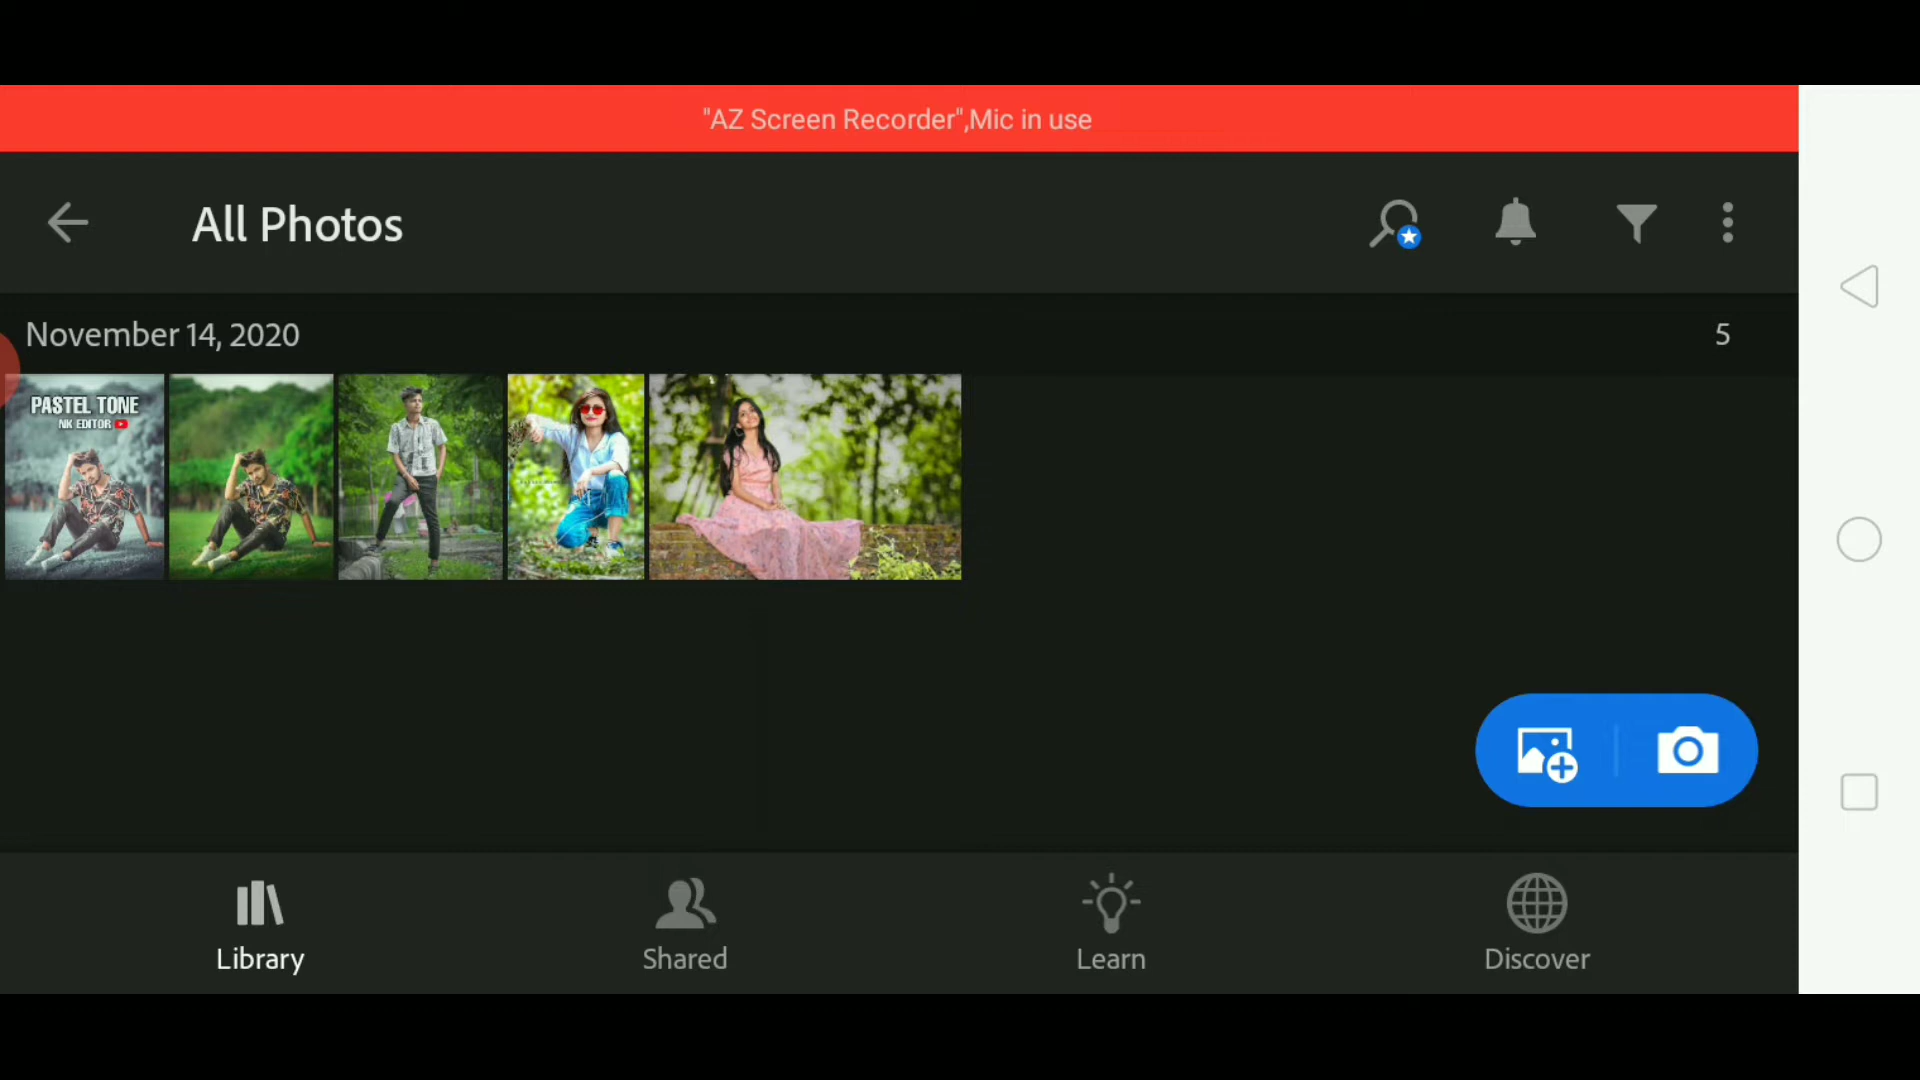 "AZ Screen Recorder",Mic in use
All Photos
November 14, 2020
5
PASTEL TONE
NK EDITOR
Library
Shared
Learn
Discover